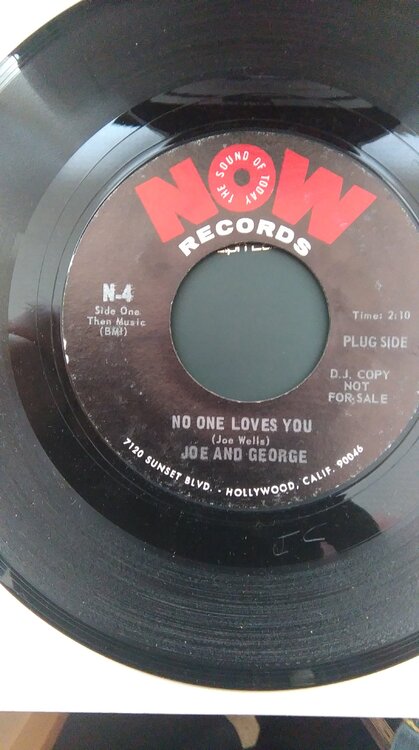 THE SOUND OF TODAY
NOW
RECORDS
N-4
Side One
Then Music
(BMI)
Time: 2:10
PLUG SIDE
D.J. COPY
NOT
FOR SALE
NO ONE LOVES YOU
(Joe Wells)
JOE AND GEORGE
7120 SUNSET BLVD. - HOLLYWOOD, CALIF. 90046